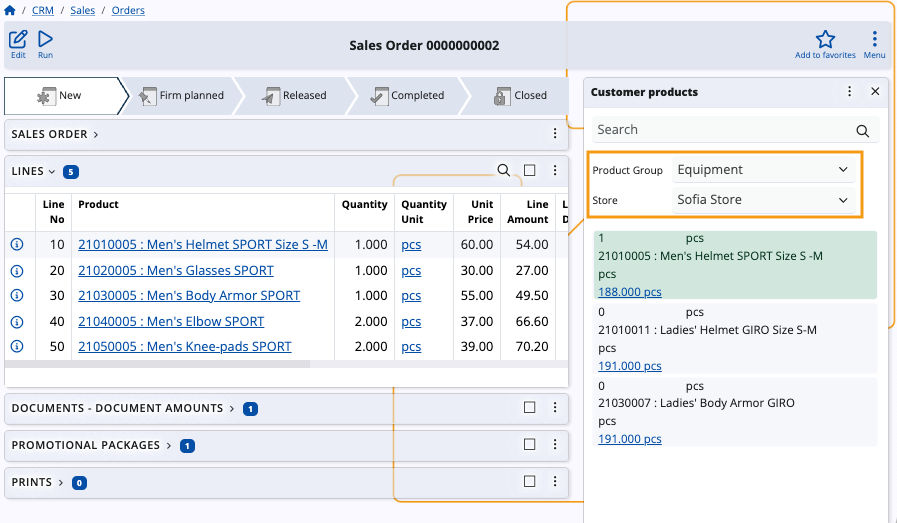 / CRM / Sales / Orders
Edit
Run
Sales Order 0000000002
Add to favorites
Menu
New
Firm planned
Released
Completed
Closed
SALES ORDER
LINES 5
Line No Product Quantity Quantity Unit Unit Price Line Amount L D
10 21010005 : Men's Helmet SPORT Size S -M 1.000 pcs 60.00 54.00
20 21020005 : Men's Glasses SPORT 1.000 pcs 30.00 27.00
30 21030005 : Men's Body Armor SPORT 1.000 pcs 55.00 49.50
40 21040005 : Men's Elbow SPORT 2.000 pcs 37.00 66.60
50 21050005 : Men's Knee-pads SPORT 2.000 pcs 39.00 70.20
DOCUMENTS - DOCUMENT AMOUNTS 1
PROMOTIONAL PACKAGES 1
PRINTS 0
Customer products
Search
Product Group Equipment
Store Sofia Store
1 pcs
21010005 : Men's Helmet SPORT Size S -M
pcs
188.000 pcs
0 pcs
21010011 : Ladies' Helmet GIRO Size S-M
pcs
191.000 pcs
0 pcs
21030007 : Ladies' Body Armor GIRO
pcs
191.000 pcs